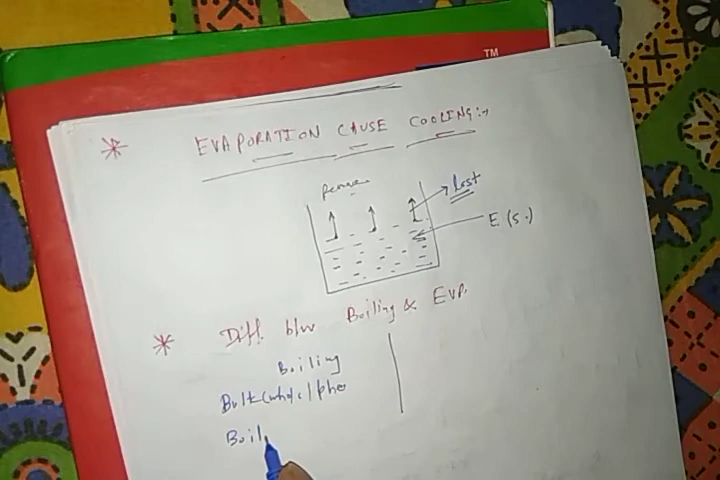 TM
* EVAPORATION CAUSE COOLING:-
Lost
E (S.)
* Diff. b/w Boiling & EVP.
Boiling
Bulk(whole) phe
Boil